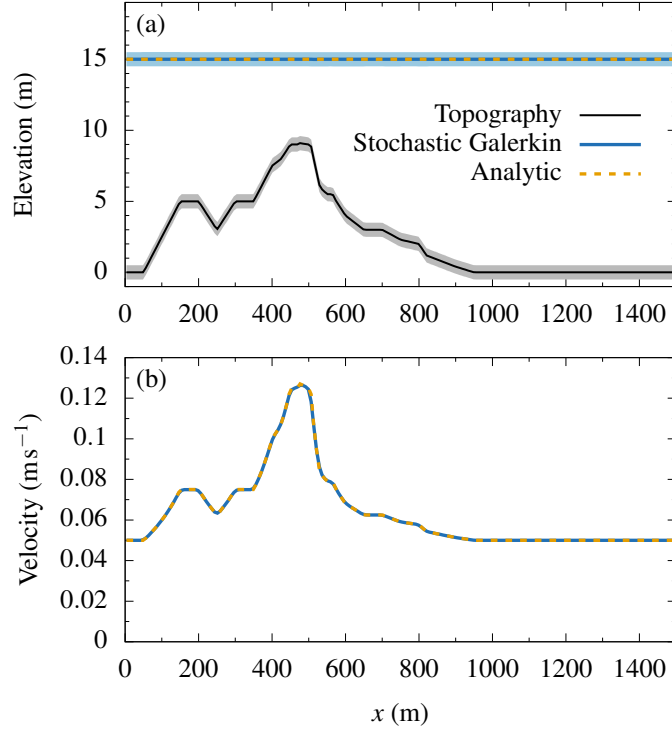 (a)
Elevation (m)
15
10
5
0
Topography
Stochastic Galerkin
Analytic
0 200 400 600 800 1000 1200 1400
(b)
Velocity (ms−1)
0.14
0.12
0.1
0.08
0.06
0.04
0.02
0
0 200 400 600 800 1000 1200 1400
x (m)